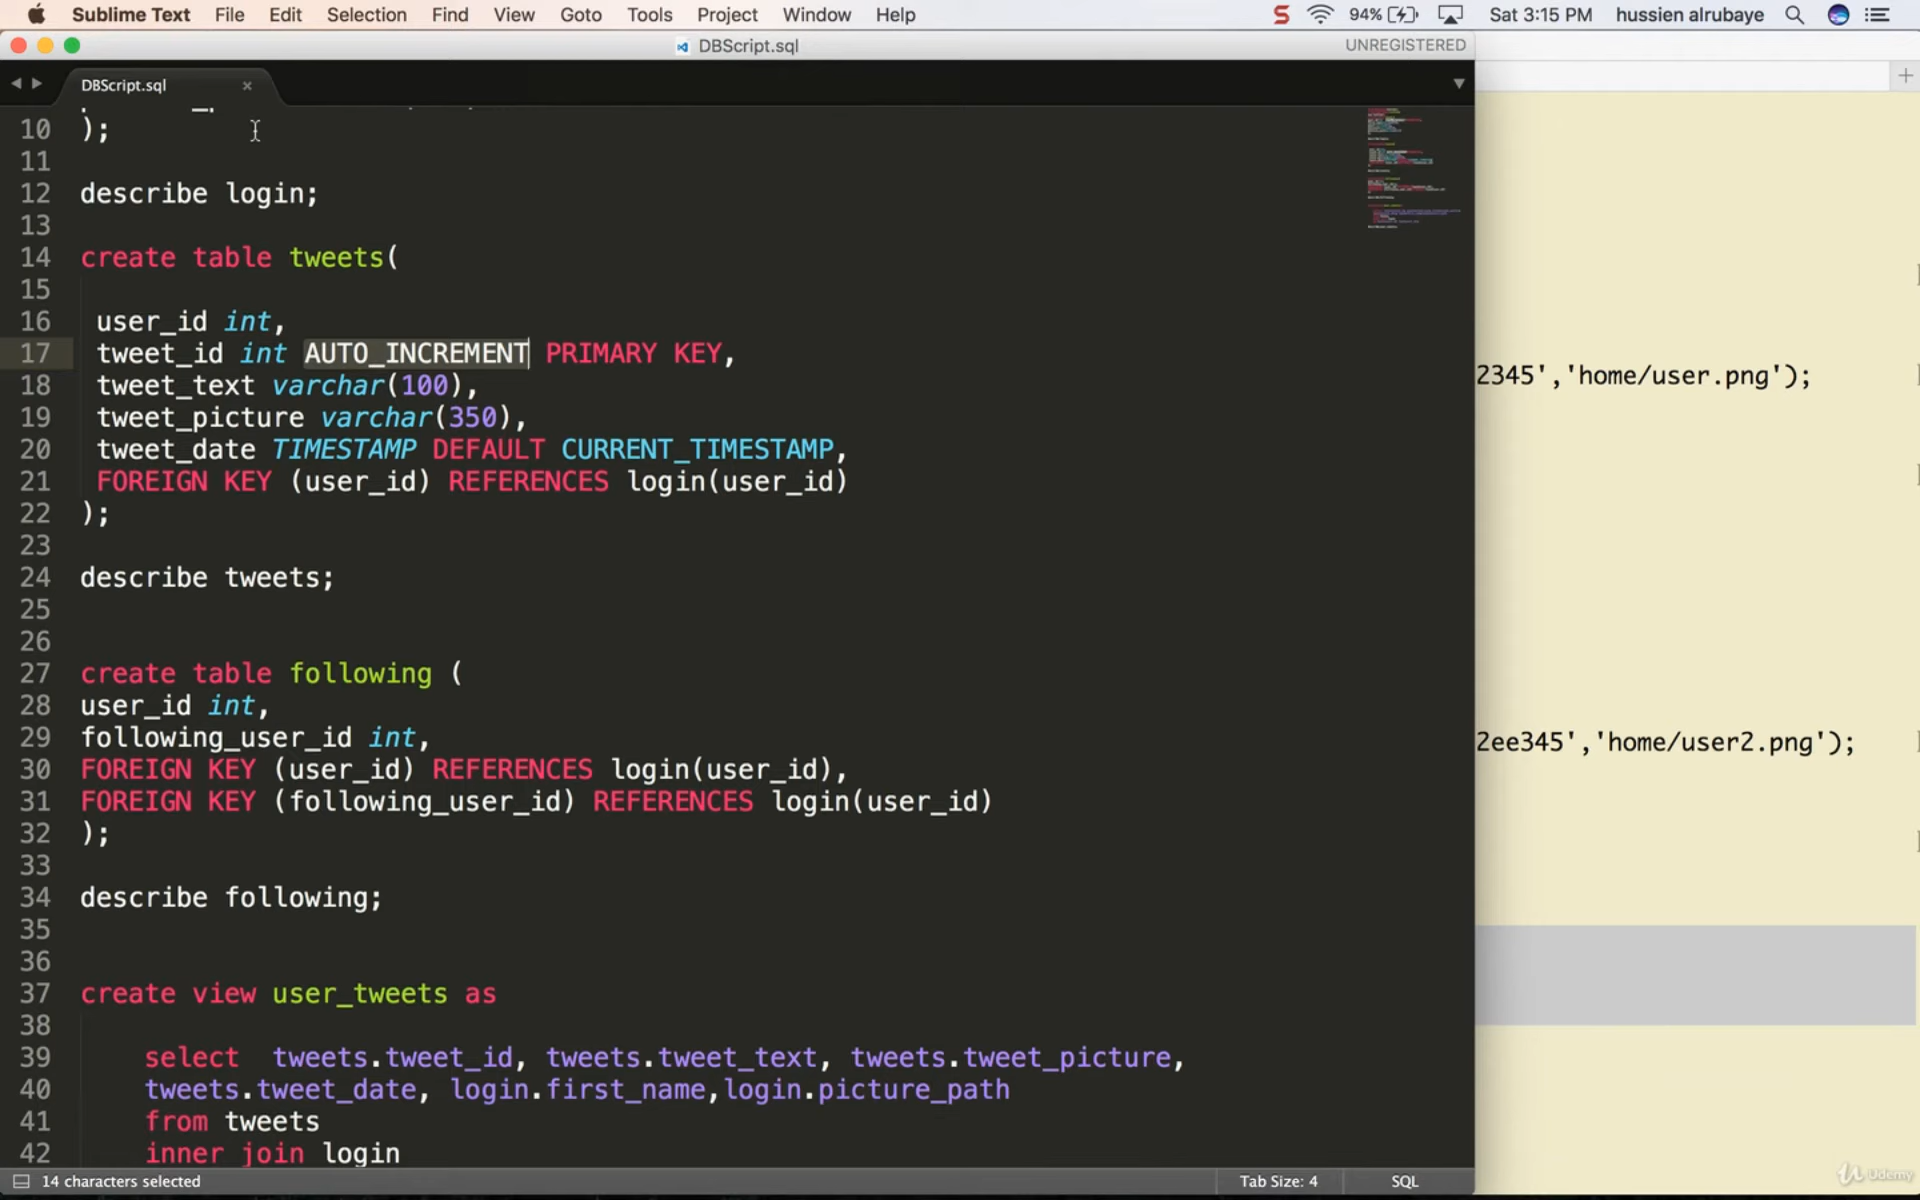 Sublime Text File Edit Selection Find View Goto Tools Project Window Help 94% Sat 3:15 PM hussien alrubaye
DBScript.sql UNREGISTERED
DBScript.sql
10 );
11
12 describe login;
13
14 create table tweets(
15
16 user_id int,
17 tweet_id int AUTO_INCREMENT PRIMARY KEY,
18 tweet_text varchar(100),
19 tweet_picture varchar(350),
20 tweet_date TIMESTAMP DEFAULT CURRENT_TIMESTAMP,
21 FOREIGN KEY (user_id) REFERENCES login(user_id)
22 );
23
24 describe tweets;
25
26
27 create table following (
28 user_id int,
29 following_user_id int,
30 FOREIGN KEY (user_id) REFERENCES login(user_id),
31 FOREIGN KEY (following_user_id) REFERENCES login(user_id)
32 );
33
34 describe following;
35
36
37 create view user_tweets as
38
39 select tweets.tweet_id, tweets.tweet_text, tweets.tweet_picture,
40 tweets.tweet_date, login.first_name,login.picture_path
41 from tweets
42 inner join login
2345','home/user.png');
2ee345','home/user2.png');
14 characters selected Tab Size: 4 SQL
Udemy